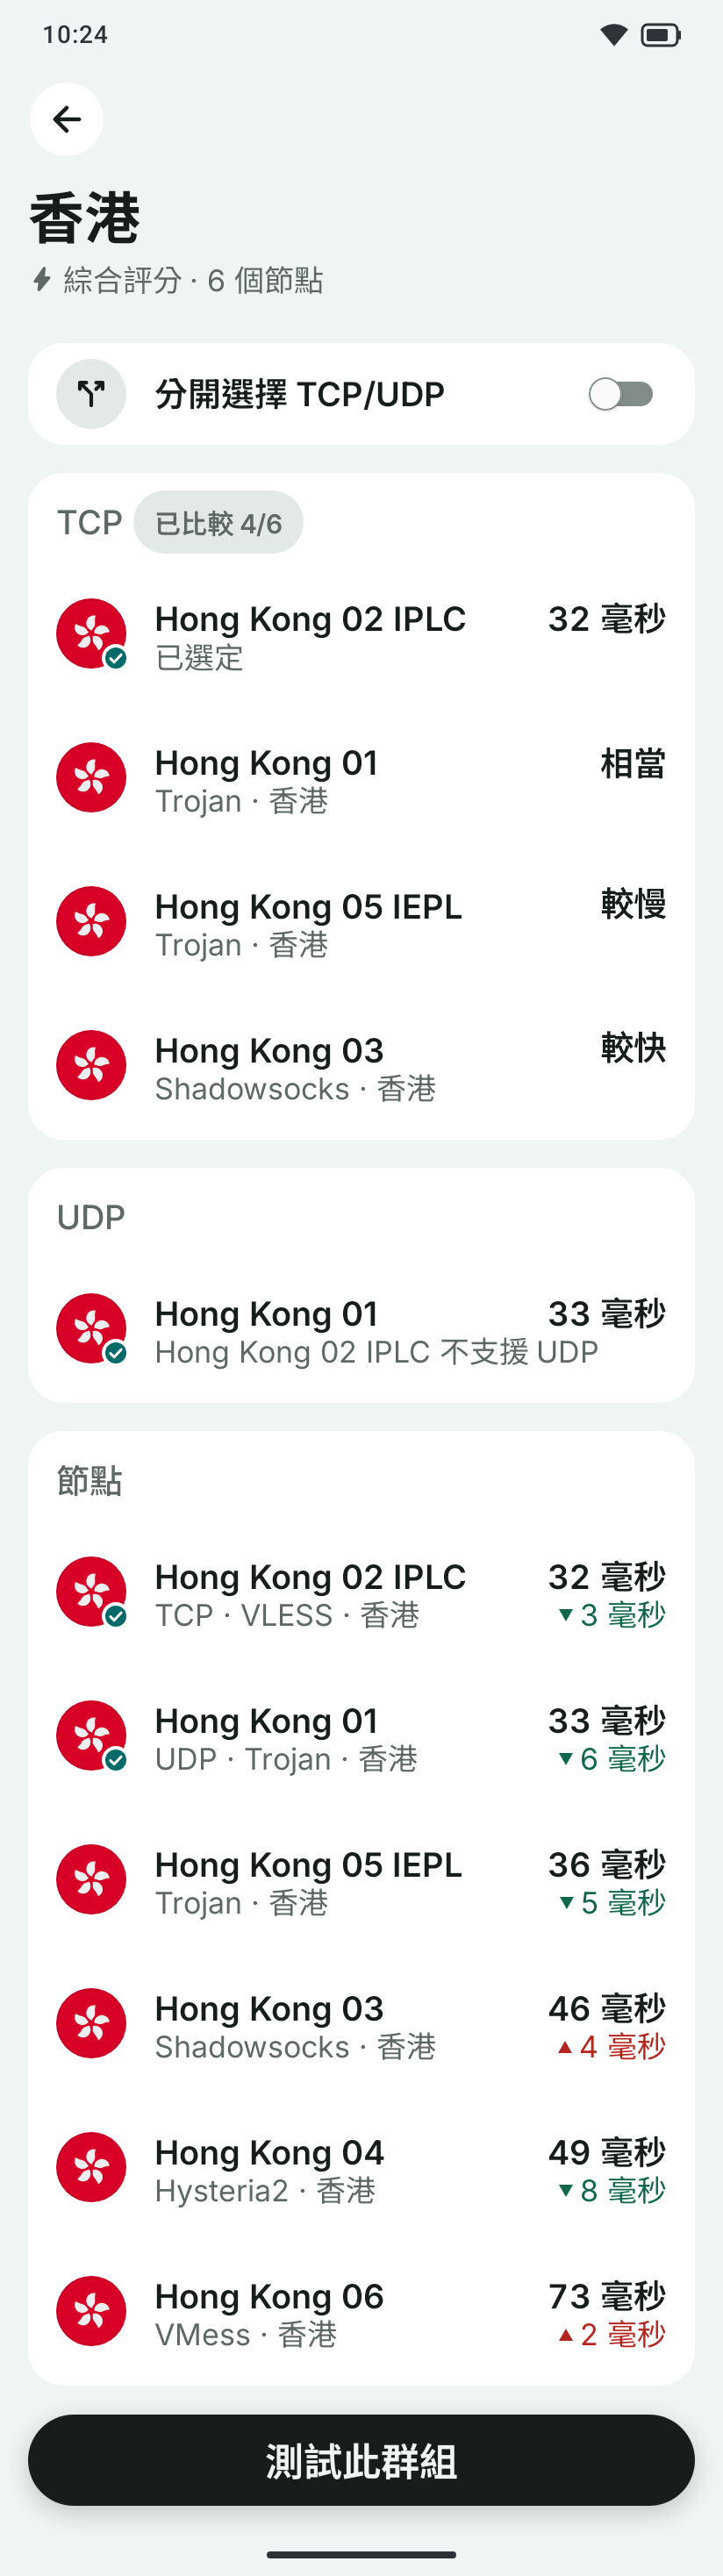 10:24
香港
綜合評分 · 6 個節點
分開選擇 TCP/UDP
TCP 已比較 4/6
Hong Kong 02 IPLC 32 毫秒
已選定
Hong Kong 01 相當
Trojan · 香港
Hong Kong 05 IEPL 較慢
Trojan · 香港
Hong Kong 03 較快
Shadowsocks · 香港
UDP
Hong Kong 01 33 毫秒
Hong Kong 02 IPLC 不支援 UDP
節點
Hong Kong 02 IPLC 32 毫秒
TCP · VLESS · 香港 ▼3 毫秒
Hong Kong 01 33 毫秒
UDP · Trojan · 香港 ▼6 毫秒
Hong Kong 05 IEPL 36 毫秒
Trojan · 香港 ▼5 毫秒
Hong Kong 03 46 毫秒
Shadowsocks · 香港 ▲4 毫秒
Hong Kong 04 49 毫秒
Hysteria2 · 香港 ▼8 毫秒
Hong Kong 06 73 毫秒
VMess · 香港 ▲2 毫秒
測試此群組